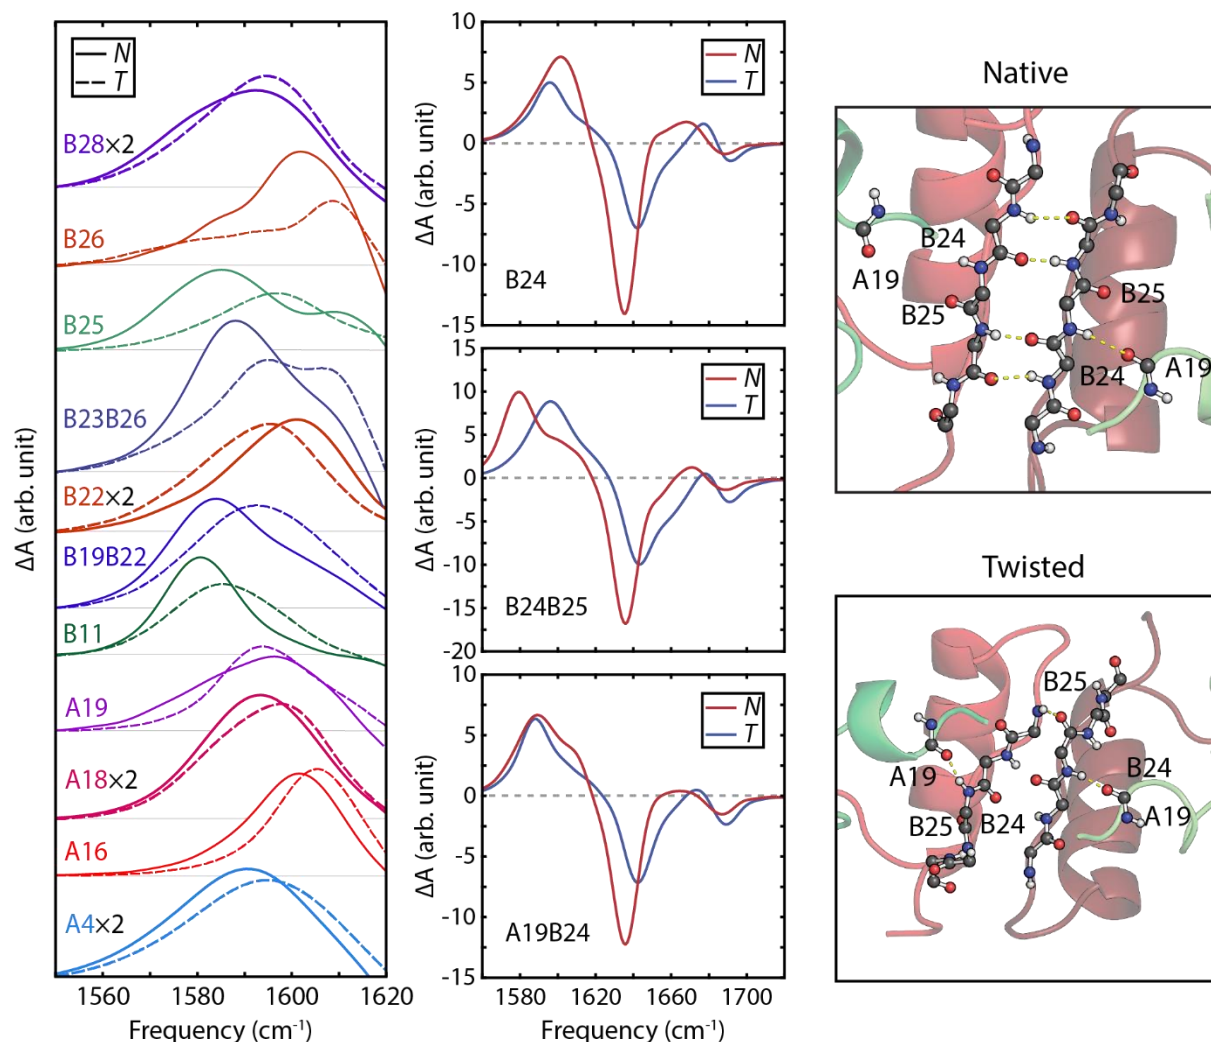 N
T
B28×2
B26
B25
B23B26
B22×2
B19B22
B11
A19
A18×2
A16
A4×2
ΔA (arb. unit)
1560 1580 1600 1620
Frequency (cm⁻¹)
10
5
0
-5
-10
-15
ΔA (arb. unit)
N
T
B24
15
10
5
0
-5
-10
-15
-20
ΔA (arb. unit)
N
T
B24B25
10
5
0
-5
-10
-15
ΔA (arb. unit)
N
T
A19B24
1580 1620 1660 1700
Frequency (cm⁻¹)
Native
B24
A19
B25
B25
B24
A19
Twisted
B25
A19
B24
B25
B24
A19